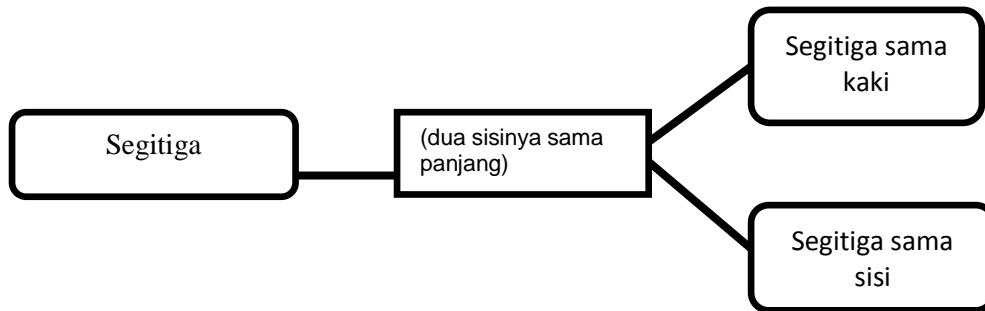 Segitiga
(dua sisinya sama
panjang)
Segitiga sama
kaki
Segitiga sama
sisi